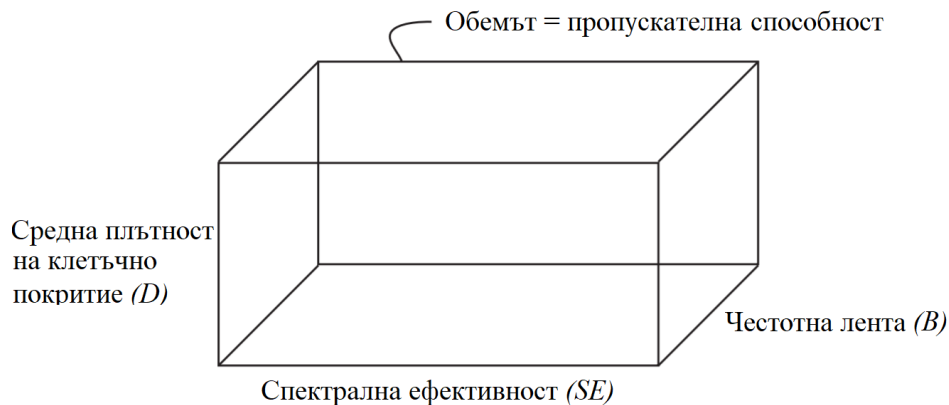 Обемът = пропускателна способност
Средна плътност
на клетъчно
покритие (D)
Честотна лента (B)
Спектрална ефективност (SE)